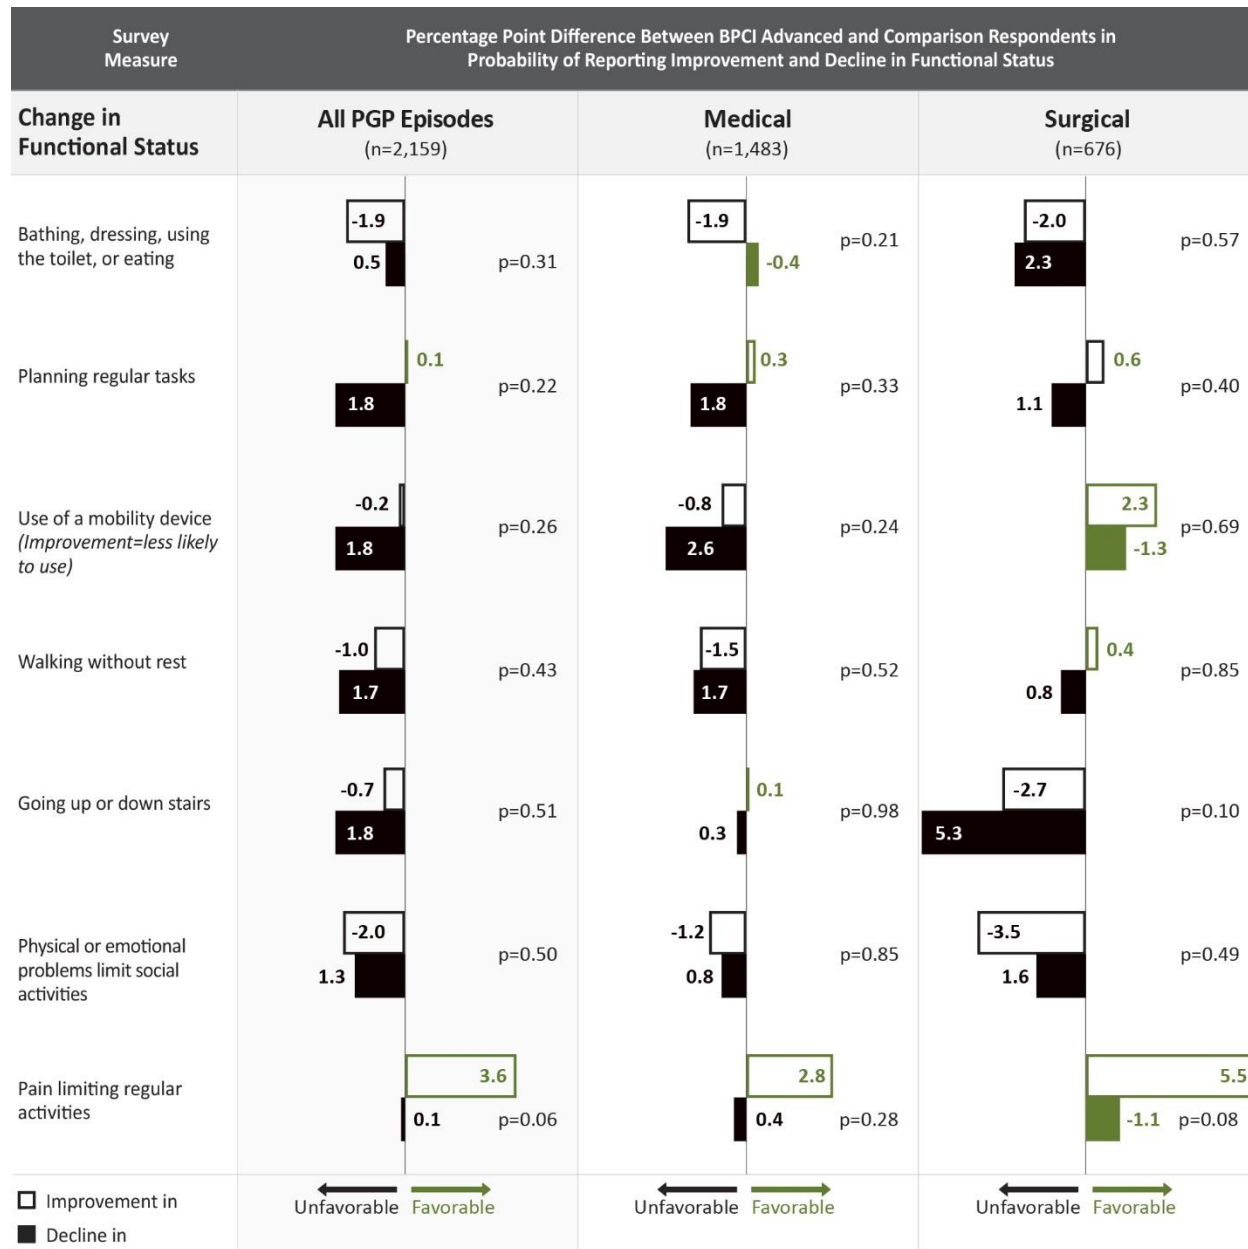 Survey
Measure
Percentage Point Difference Between BPCI Advanced and Comparison Respondents in
Probability of Reporting Improvement and Decline in Functional Status
Change in
Functional Status
All PGP Episodes
(n=2,159)
Medical
(n=1,483)
Surgical
(n=676)
Bathing, dressing, using
the toilet, or eating
-1.9
0.5
p=0.31
-1.9
-0.4
p=0.21
-2.0
2.3
p=0.57
Planning regular tasks
0.1
1.8
p=0.22
0.3
1.8
p=0.33
0.6
1.1
p=0.40
Use of a mobility device
(Improvement=less likely
to use)
-0.2
1.8
p=0.26
-0.8
2.6
p=0.24
2.3
-1.3
p=0.69
Walking without rest
-1.0
1.7
p=0.43
-1.5
1.7
p=0.52
0.4
0.8
p=0.85
Going up or down stairs
-0.7
1.8
p=0.51
0.1
0.3
p=0.98
-2.7
5.3
p=0.10
Physical or emotional
problems limit social
activities
-2.0
1.3
p=0.50
-1.2
0.8
p=0.85
-3.5
1.6
p=0.49
Pain limiting regular
activities
3.6
0.1
p=0.06
2.8
0.4
p=0.28
5.5
-1.1
p=0.08
Improvement in
Decline in
Unfavorable Favorable
Unfavorable Favorable
Unfavorable Favorable